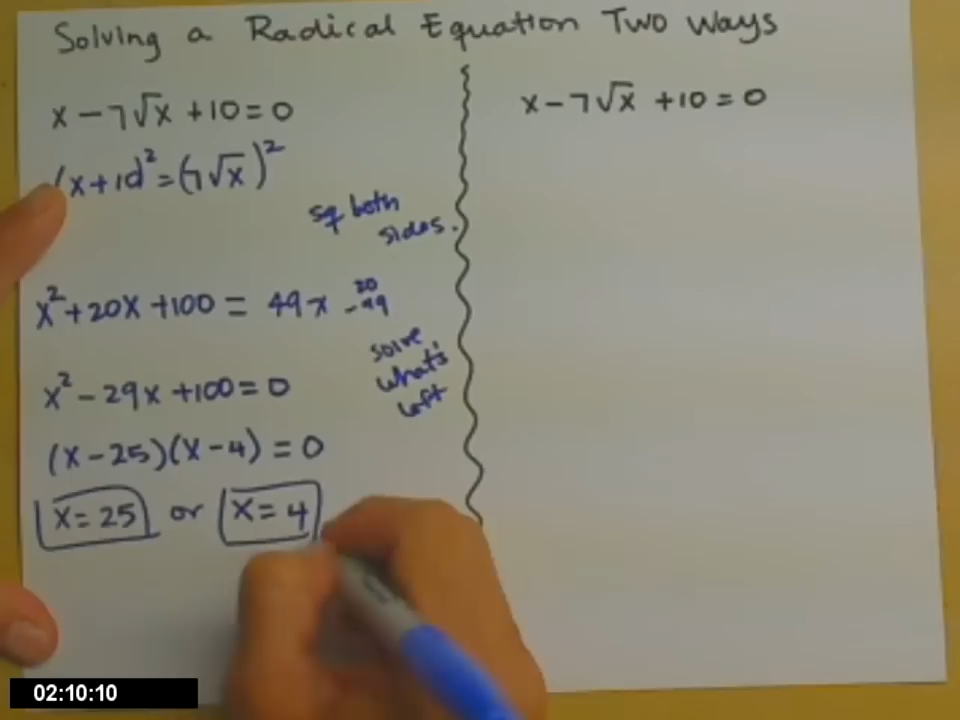 Solving a Radical Equation Two Ways
x - 7√x + 10 = 0
(x + 10)² = (7√x)²
sq both
sides.
x² + 20x + 100 = 49x
20
- 49
solve
what's
left
x² - 29x + 100 = 0
(x - 25)(x - 4) = 0
x = 25 or x = 4
x - 7√x + 10 = 0
02:10:10